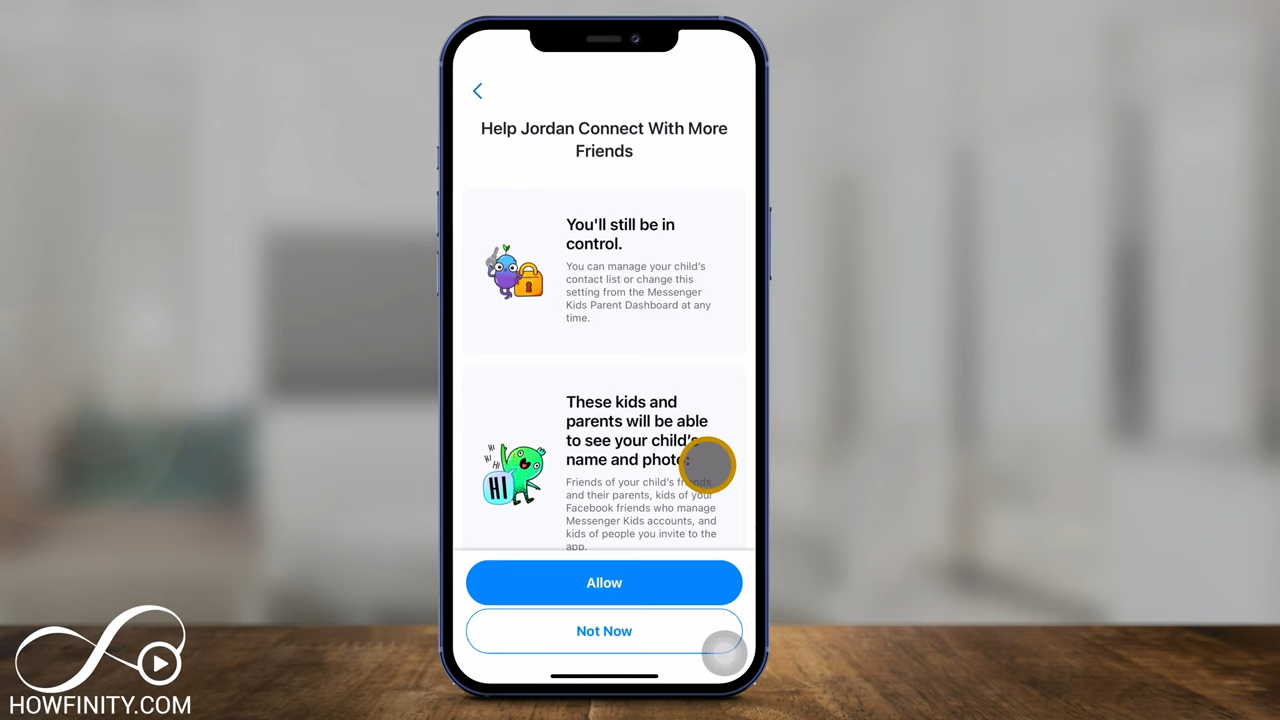 Help Jordan Connect With More
Friends
You'll still be in
control.
You can manage your child's
contact list or change this
setting from the Messenger
Kids Parent Dashboard at any
time.
These kids and
parents will be able
to see your child's
name and photo:
HI
HI
HI
HI
Friends of your child's friends
and their parents, kids of your
Facebook friends who manage
Messenger Kids accounts, and
kids of people you invite to the
app.
Allow
Not Now
HOWFINITY.COM